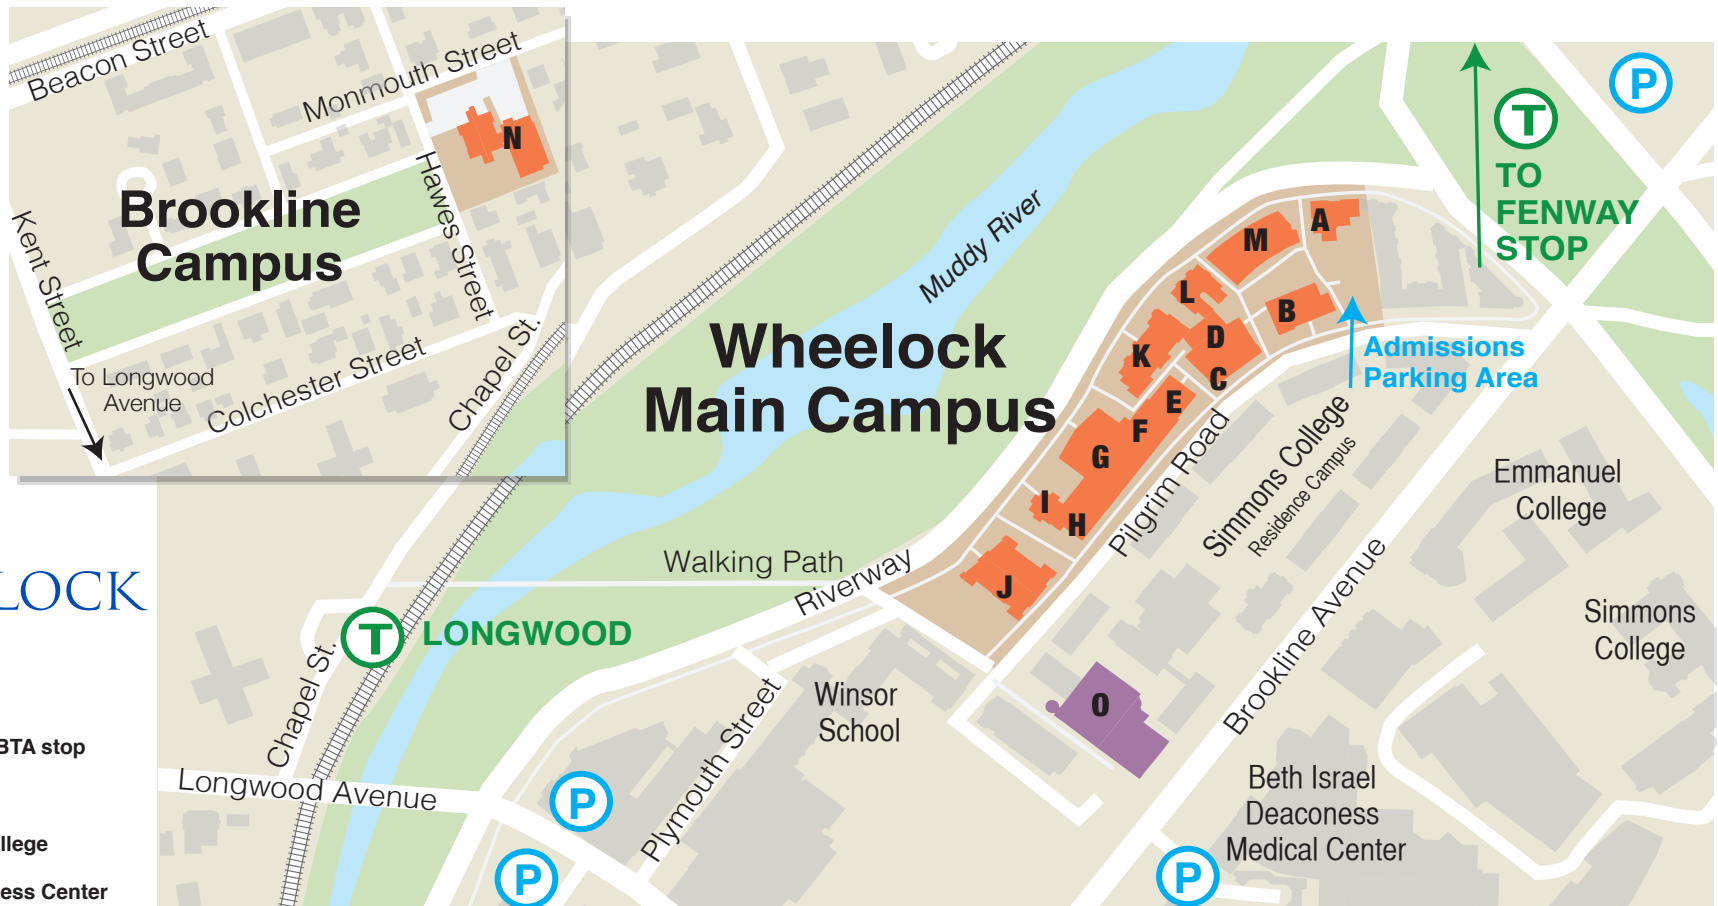 Beacon Street
Monmouth Street
N
Hawes Street
Brookline
Campus
Kent Street
To Longwood
Avenue
Colchester Street
Chapel St.
Muddy River
Wheelock
Main Campus
P
T
TO
FENWAY
STOP
A
M
L
B
D
K
C
E
F
G
I
H
J
Admissions
Parking Area
Pilgrim Road
Simmons College
Residence Campus
Emmanuel
College
Simmons
College
Brookline Avenue
Walking Path
Riverway
T
LONGWOOD
LOCK
Chapel St.
Longwood Avenue
Plymouth Street
Winsor
School
O
Beth Israel
Deaconess
Medical Center
P
P
P
BTA stop
llege
ess Center